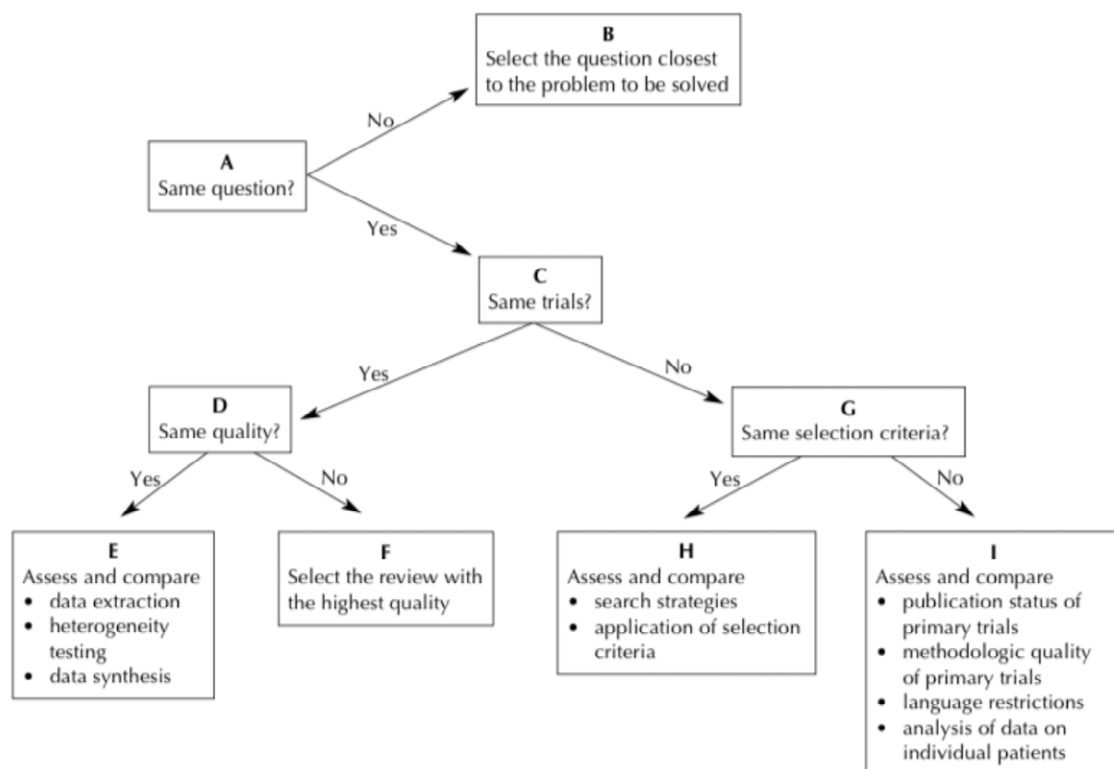 B
Select the question closest
to the problem to be solved
No
A
Same question?
Yes
C
Same trials?
Yes
No
D
Same quality?
G
Same selection criteria?
Yes
No
Yes
No
E
Assess and compare
• data extraction
• heterogeneity
testing
• data synthesis
F
Select the review with
the highest quality
H
Assess and compare
• search strategies
• application of selection
criteria
I
Assess and compare
• publication status of
primary trials
• methodologic quality
of primary trials
• language restrictions
• analysis of data on
individual patients